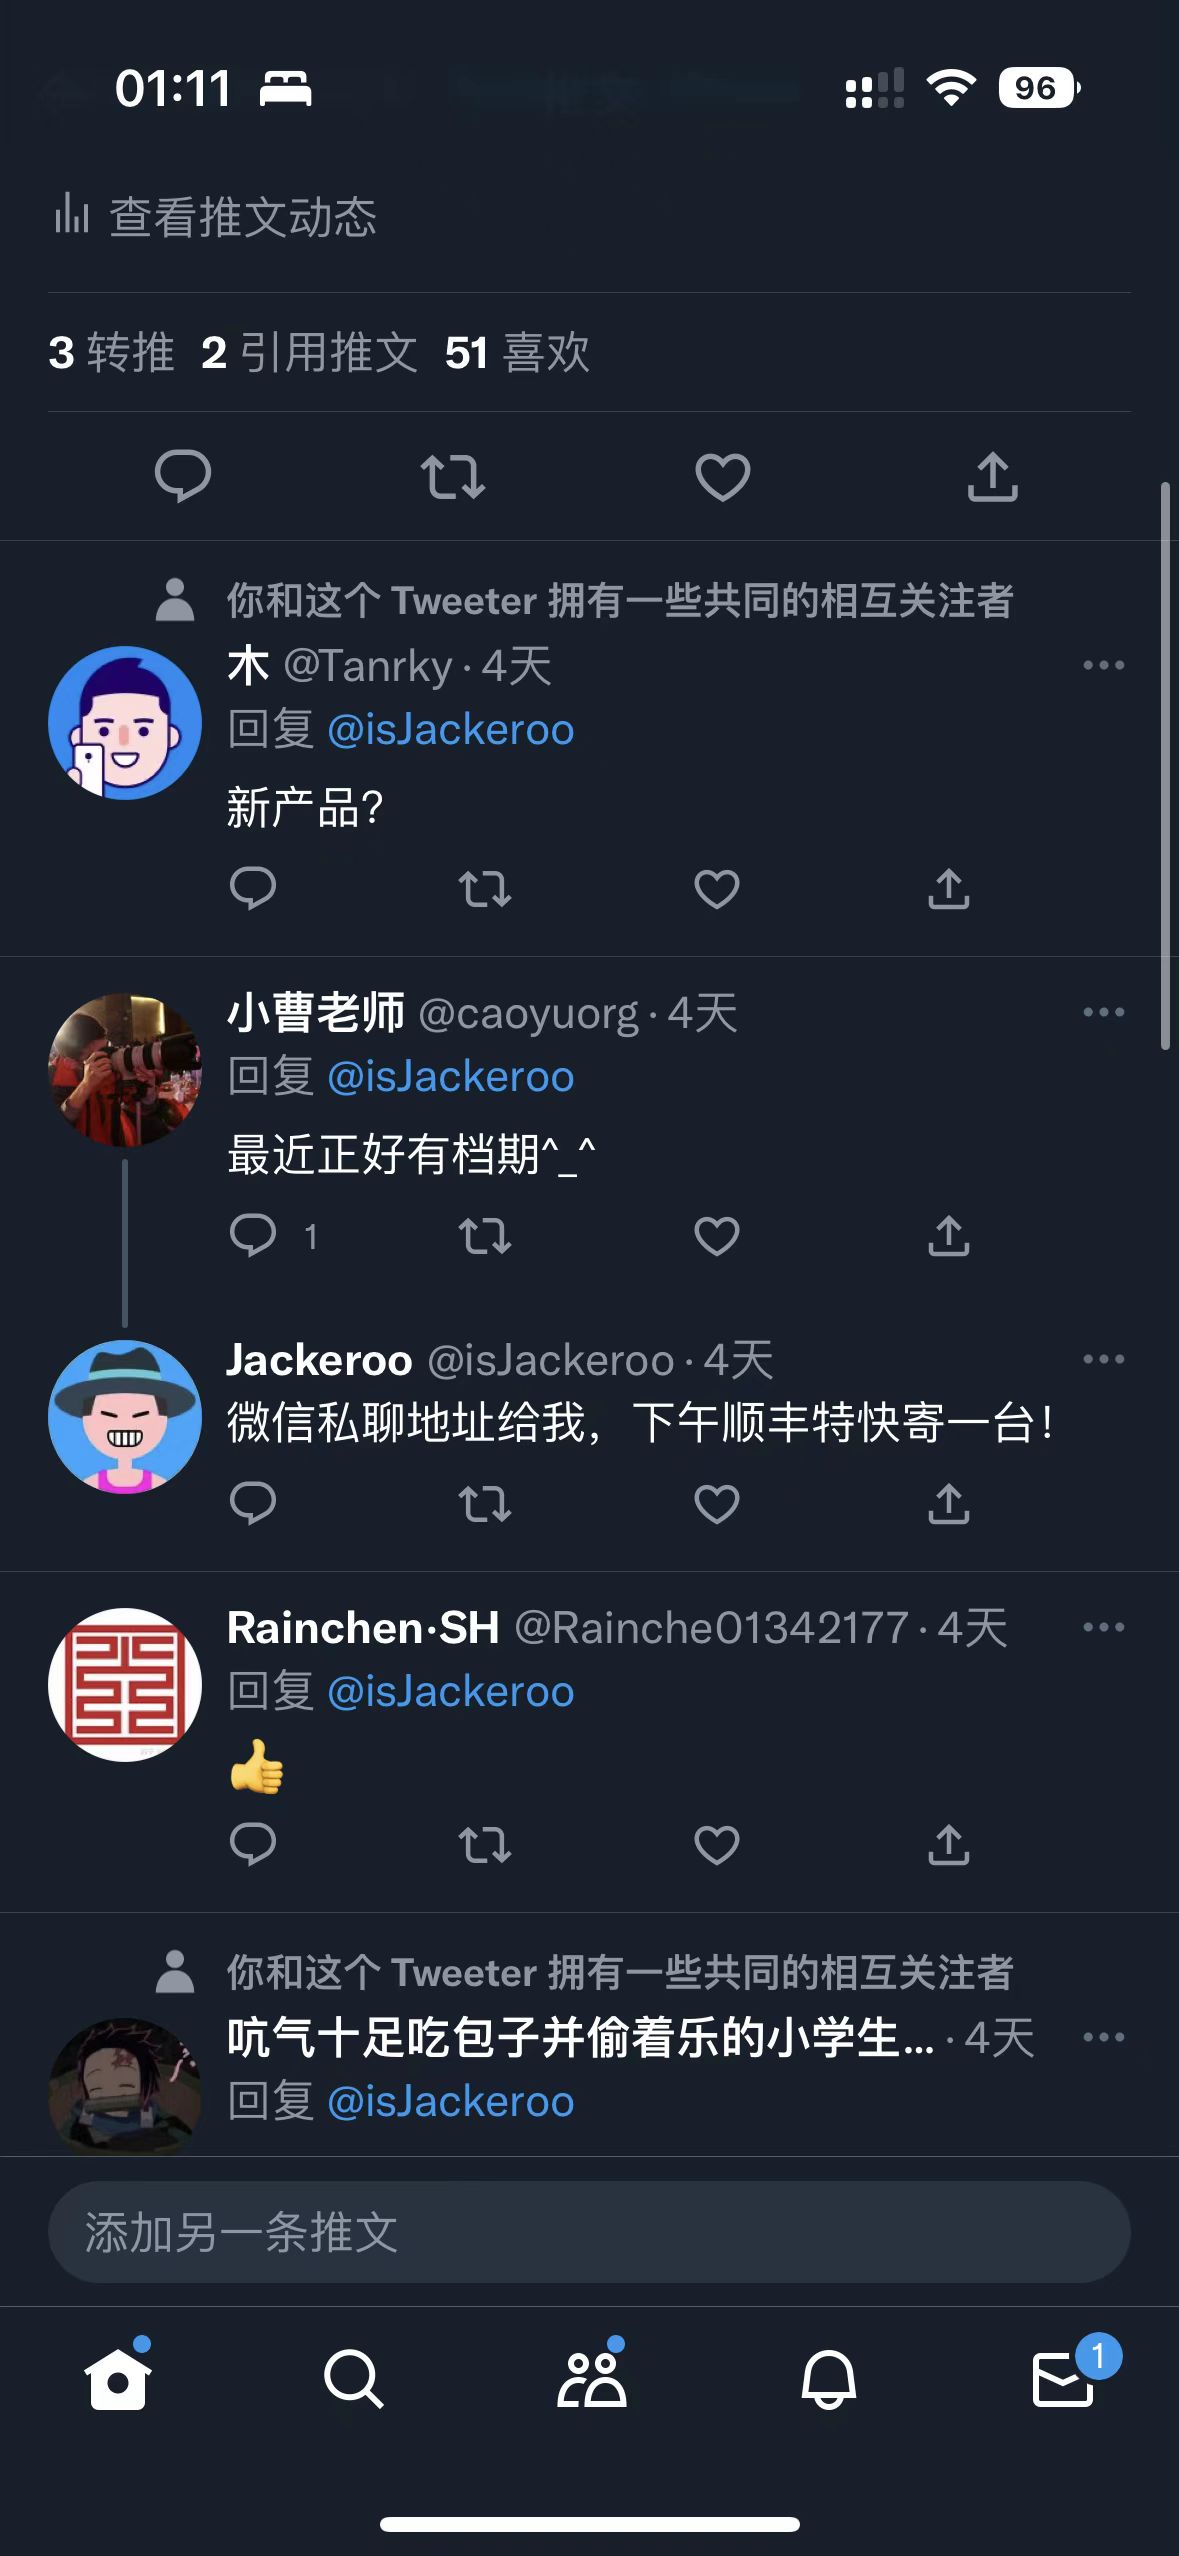 01:11
96
查看推文动态
3 转推 2 引用推文 51 喜欢
你和这个 Tweeter 拥有一些共同的相互关注者
木 @Tanrky · 4天
回复 @isJackeroo
新产品？
小曹老师 @caoyuorg · 4天
回复 @isJackeroo
最近正好有档期^_^
1
Jackeroo @isJackeroo · 4天
微信私聊地址给我，下午顺丰特快寄一台！
Rainchen·SH @Rainche01342177 · 4天
回复 @isJackeroo
你和这个 Tweeter 拥有一些共同的相互关注者
吭气十足吃包子并偷着乐的小学生... · 4天
回复 @isJackeroo
添加另一条推文
1